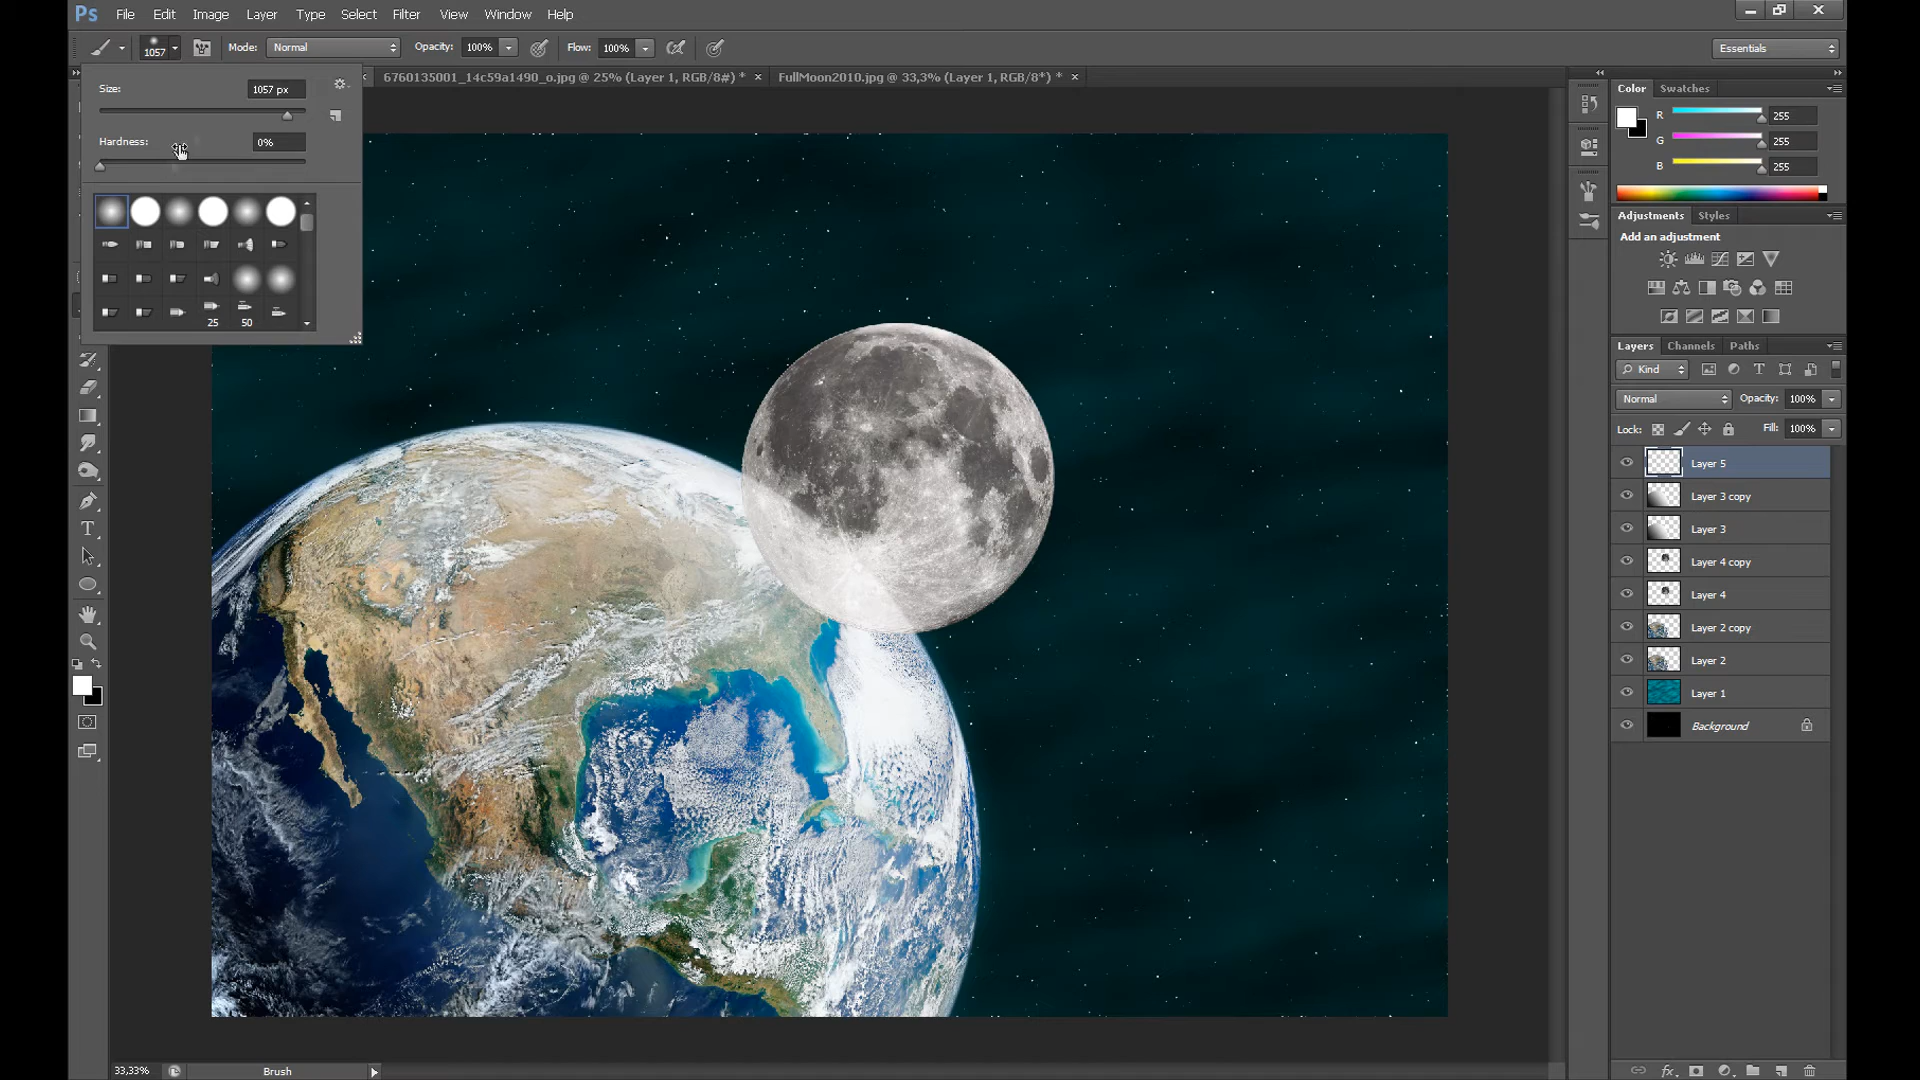 Ps File Edit Image Layer Type Select Filter View Window Help
1057 Mode: Normal Opacity: 100% Flow: 100% Essentials
6760135001_14c59a1490_o.jpg @ 25% (Layer 1, RGB/8#) * × FullMoon2010.jpg @ 33,3% (Layer 1, RGB/8*) * ×
Size: 1057 px
Hardness: 0%
25 50
Color Swatches
R 255
G 255
B 255
Adjustments Styles
Add an adjustment
Layers Channels Paths
Kind
Normal Opacity: 100%
Lock: Fill: 100%
Layer 5
Layer 3 copy
Layer 3
Layer 4 copy
Layer 4
Layer 2 copy
Layer 2
Layer 1
Background
33,33% Brush